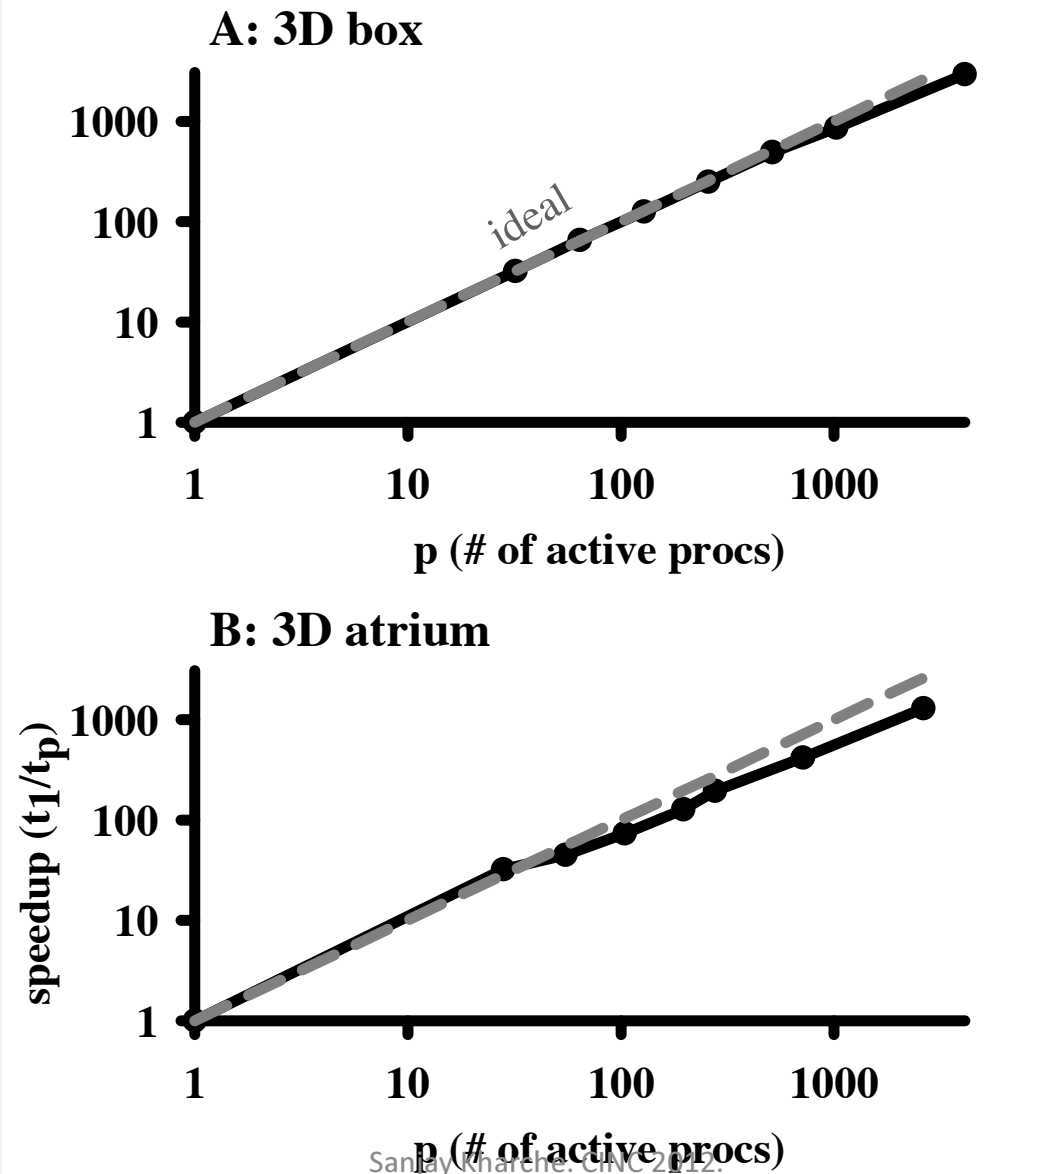 A: 3D box
1000
100
10
1
ideal
1 10 100 1000
p (# of active procs)
B: 3D atrium
speedup (t1/tp)
1000
100
10
1
1 10 100 1000
p (# of active procs)
Sanjay Kharche. CINC 2012.